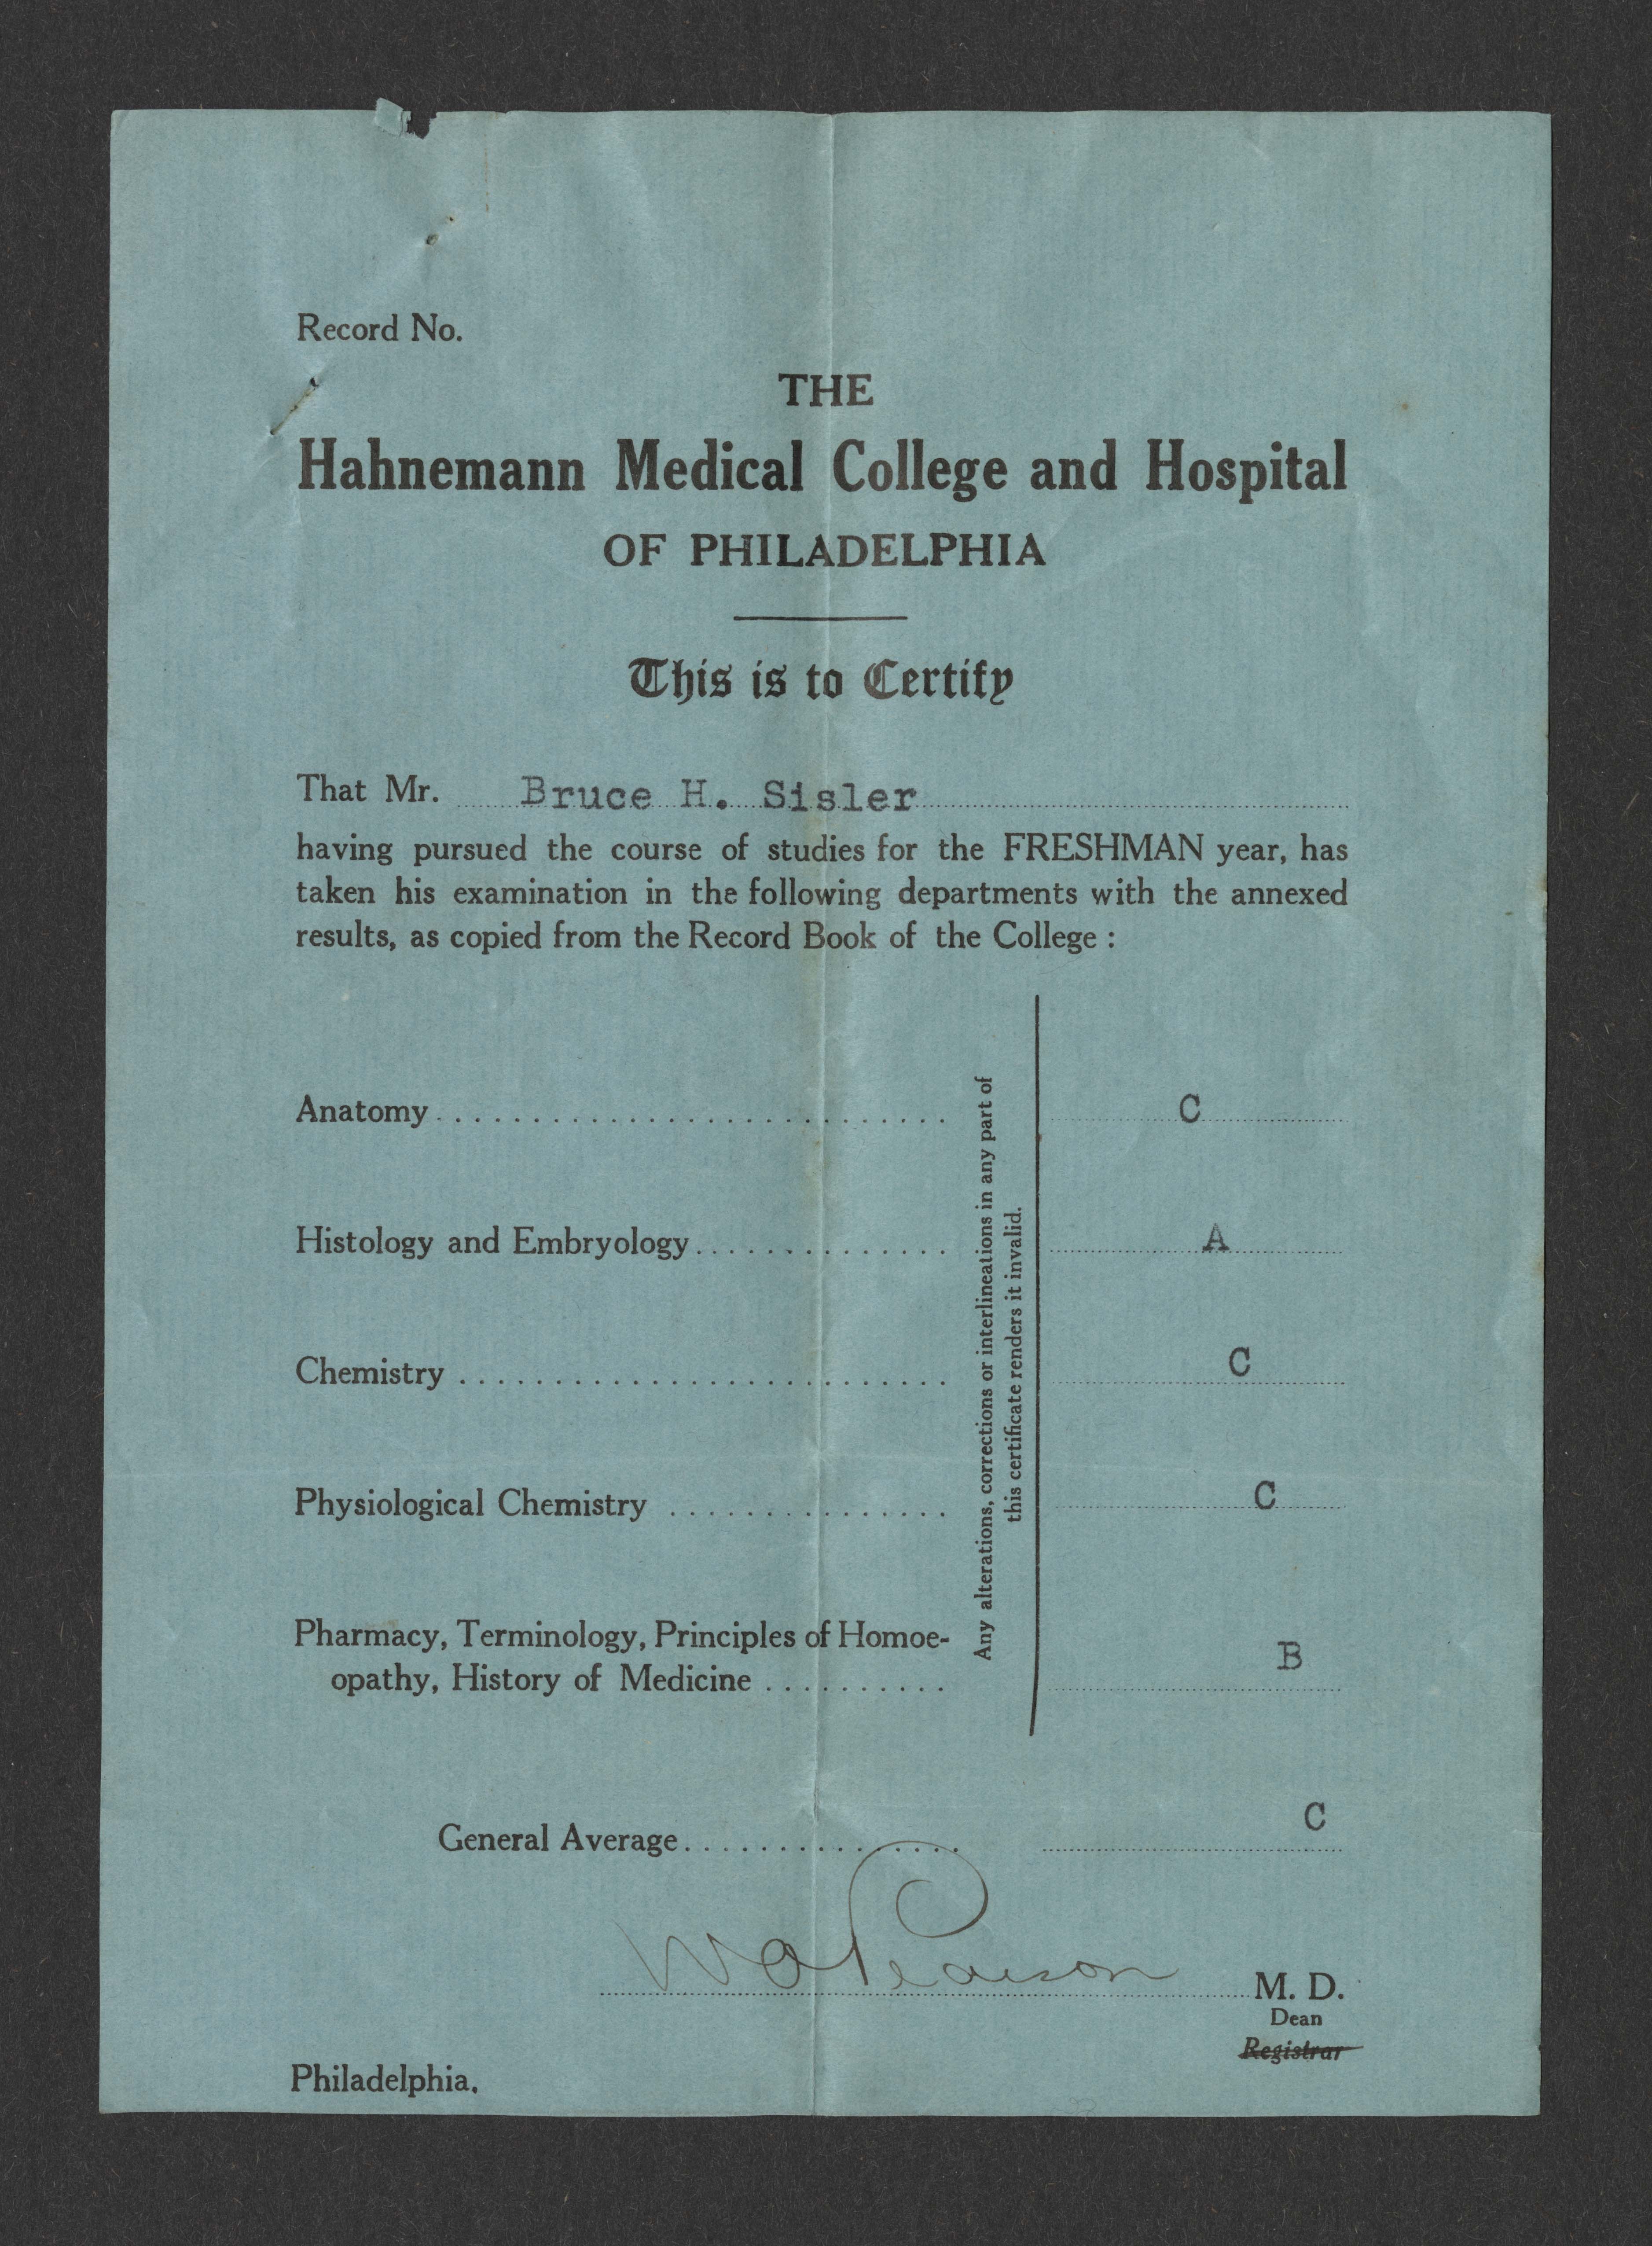 Record No.
THE
Hahnemann Medical College and Hospital
OF PHILADELPHIA
This is to Certify
That Mr. Bruce H. Sisler
having pursued the course of studies for the FRESHMAN year, has
taken his examination in the following departments with the annexed
results, as copied from the Record Book of the College :
Anatomy C
Histology and Embryology A
Chemistry C
Physiological Chemistry C
Pharmacy, Terminology, Principles of Homoe-
opathy, History of Medicine B
Any alterations, corrections or interlineations in any part of
this certificate renders it invalid.
General Average C
W A Pearson M. D.
Dean
Registrar
Philadelphia,